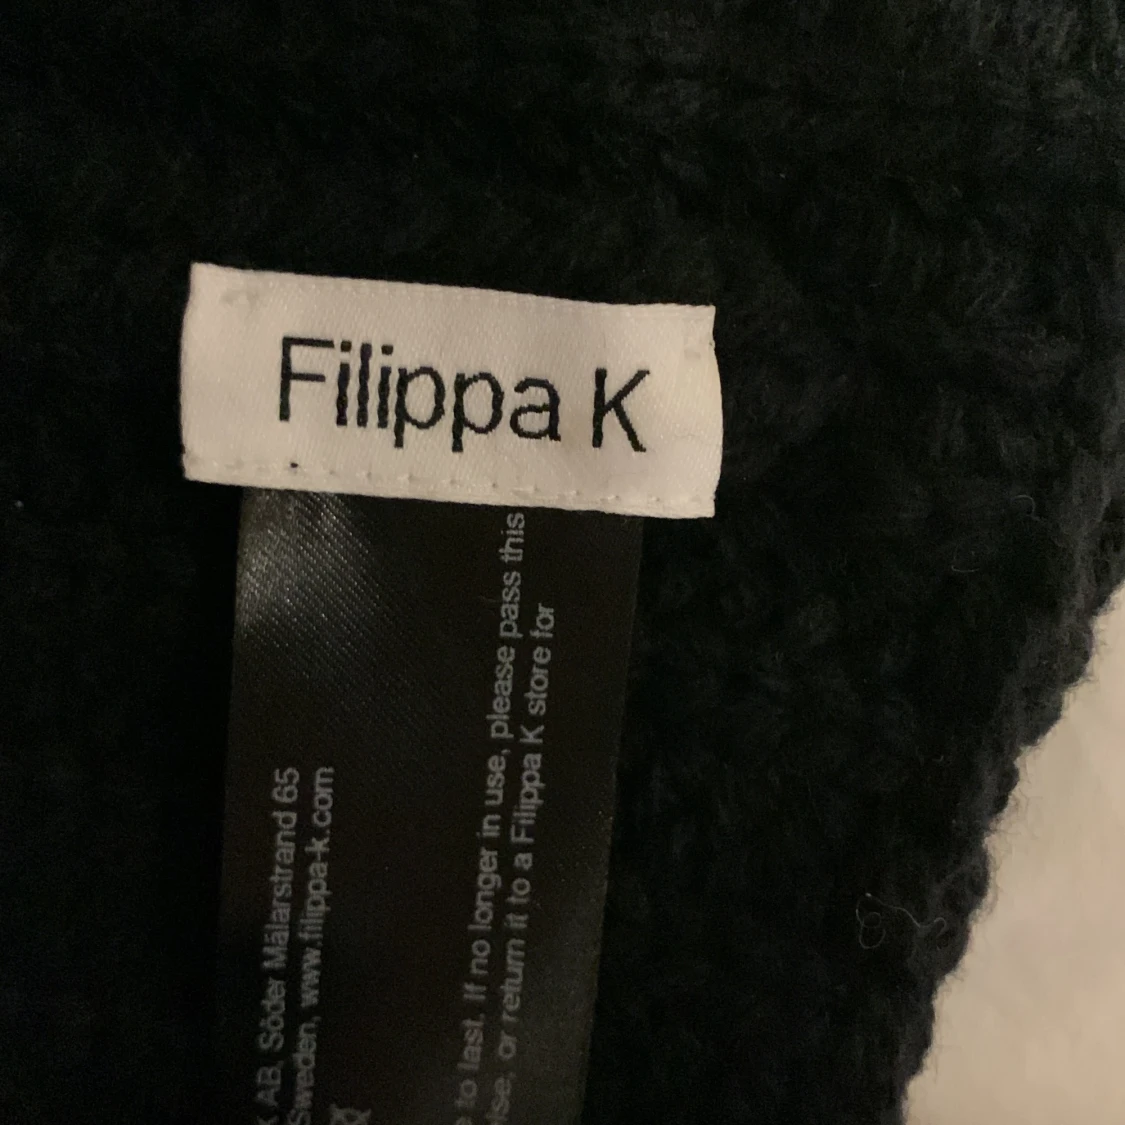 Filippa K
K AB, Söder Mälarstrand 65
Sweden, www.filippa-k.com
to last. If no longer in use, please pass this
or return it to a Filippa K store for